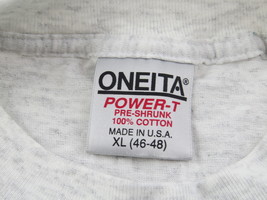 ONEITA®
POWER-T
PRE-SHRUNK
100% COTTON
MADE IN U.S.A.
XL (46-48)